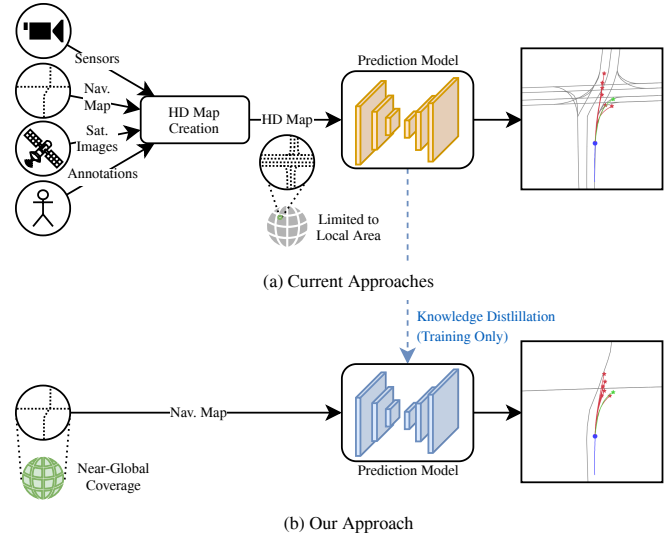 Sensors
Nav.
Map
Sat.
Images
Annotations
HD Map
Creation
HD Map
Limited to
Local Area
Prediction Model
(a) Current Approaches
Knowledge Distlillation
(Training Only)
Nav. Map
Near-Global
Coverage
Prediction Model
(b) Our Approach